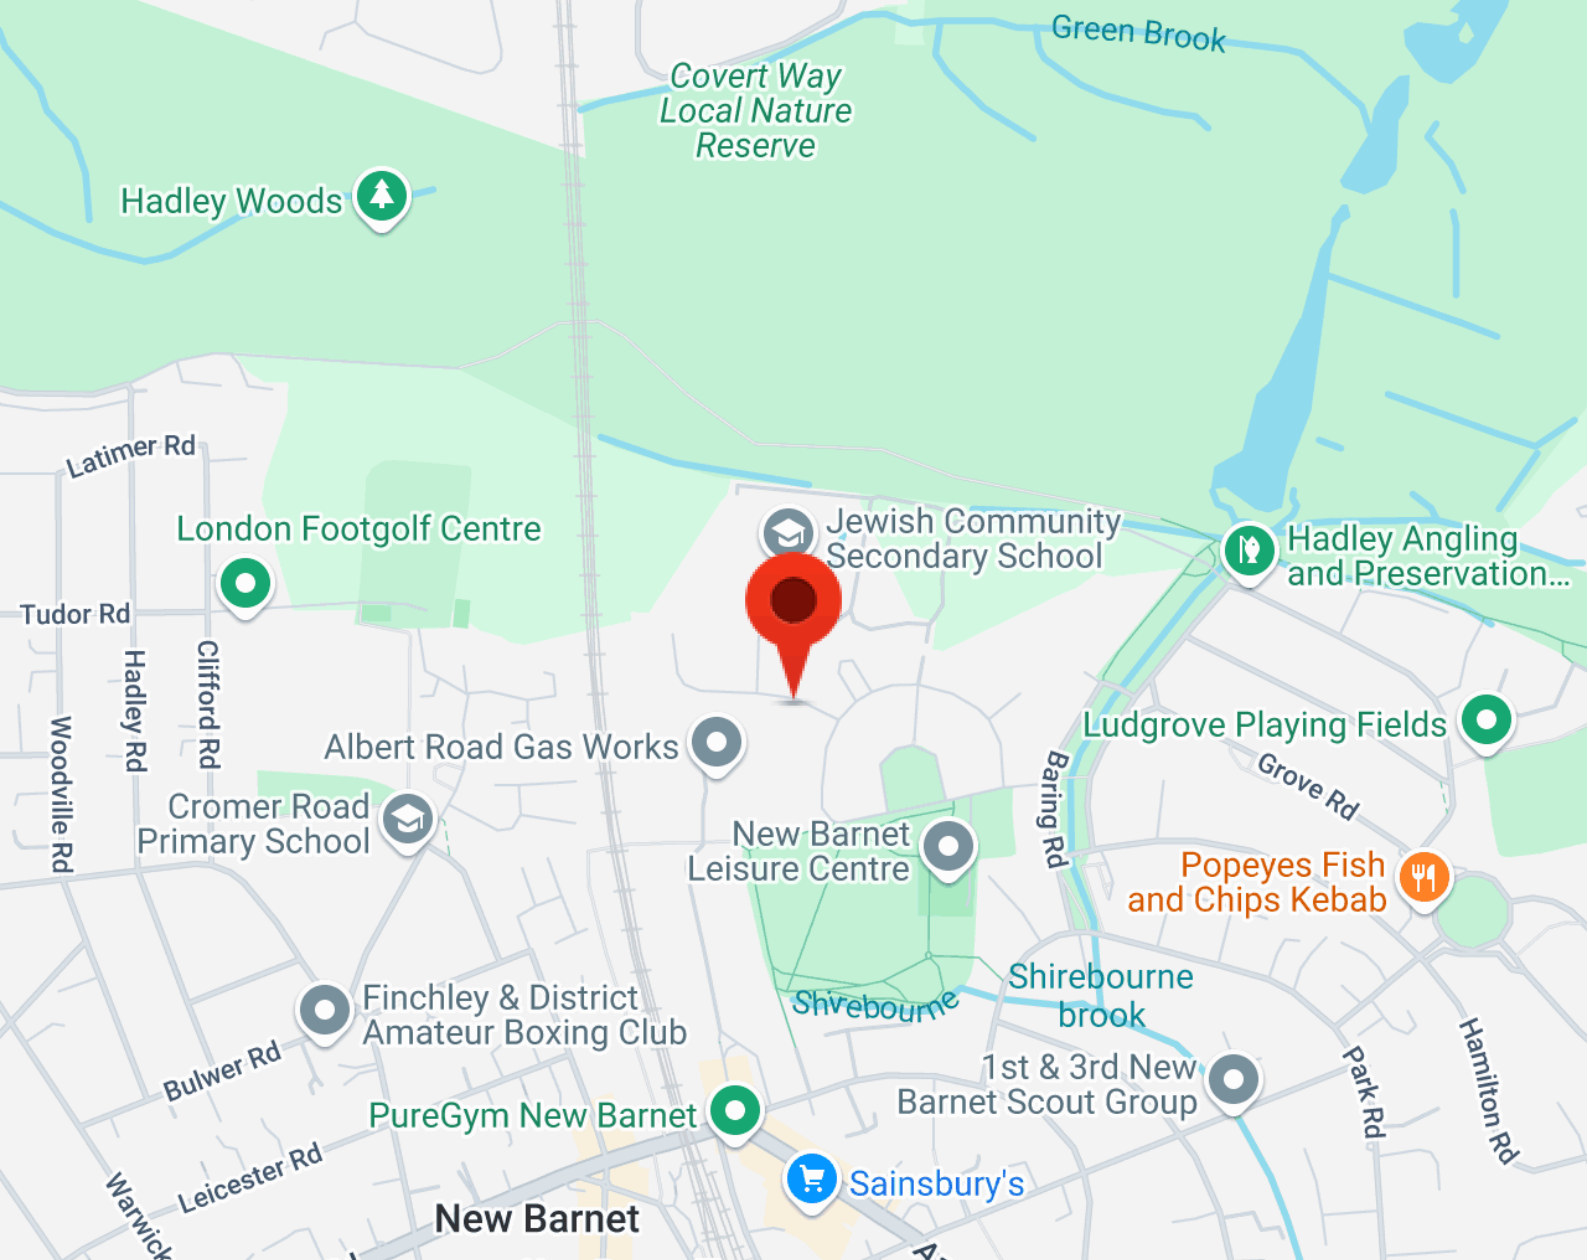 Green Brook
Covert Way
Local Nature
Reserve
Hadley Woods
Latimer Rd
London Footgolf Centre
Jewish Community
Secondary School
Hadley Angling
and Preservation...
Tudor Rd
Hadley Rd
Clifford Rd
Woodville Rd
Albert Road Gas Works
Ludgrove Playing Fields
Baring Rd
Grove Rd
Cromer Road
Primary School
New Barnet
Leisure Centre
Popeyes Fish
and Chips Kebab
Shirebourne
Shirebourne
brook
Finchley & District
Amateur Boxing Club
Bulwer Rd
1st & 3rd New
Barnet Scout Group
Park Rd
Hamilton Rd
PureGym New Barnet
Leicester Rd
Warwick
Sainsbury's
New Barnet